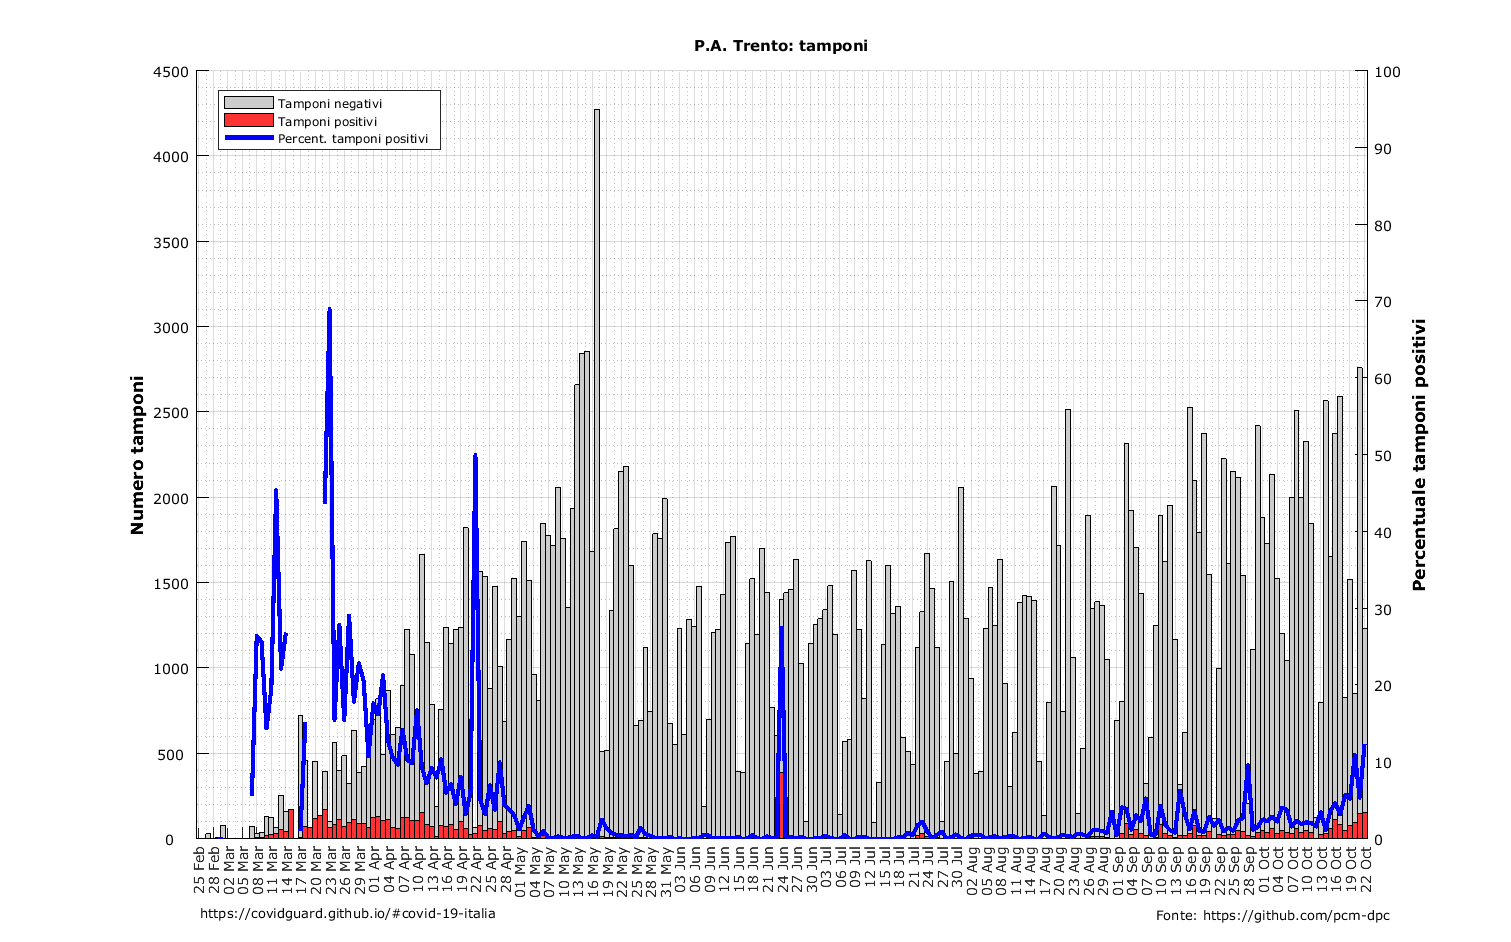 P.A. Trento: tamponi
4500
4000
3500
3000
2500
2000
1500
1000
500
0
100
90
80
70
60
50
40
30
20
10
0
Tamponi negativi
Tamponi positivi
Percent. tamponi positivi
Numero tamponi
Percentuale tamponi positivi
25 Feb
28 Feb
02 Mar
05 Mar
08 Mar
11 Mar
14 Mar
17 Mar
20 Mar
23 Mar
26 Mar
29 Mar
01 Apr
04 Apr
07 Apr
10 Apr
13 Apr
16 Apr
19 Apr
22 Apr
25 Apr
28 Apr
01 May
04 May
07 May
10 May
13 May
16 May
19 May
22 May
25 May
28 May
31 May
03 Jun
06 Jun
09 Jun
12 Jun
15 Jun
18 Jun
21 Jun
24 Jun
27 Jun
30 Jun
03 Jul
06 Jul
09 Jul
12 Jul
15 Jul
18 Jul
21 Jul
24 Jul
27 Jul
30 Jul
02 Aug
05 Aug
08 Aug
11 Aug
14 Aug
17 Aug
20 Aug
23 Aug
26 Aug
29 Aug
01 Sep
04 Sep
07 Sep
10 Sep
13 Sep
16 Sep
19 Sep
22 Sep
25 Sep
28 Sep
01 Oct
04 Oct
07 Oct
10 Oct
13 Oct
16 Oct
19 Oct
22 Oct
https://covidguard.github.io/#covid-19-italia
Fonte: https://github.com/pcm-dpc